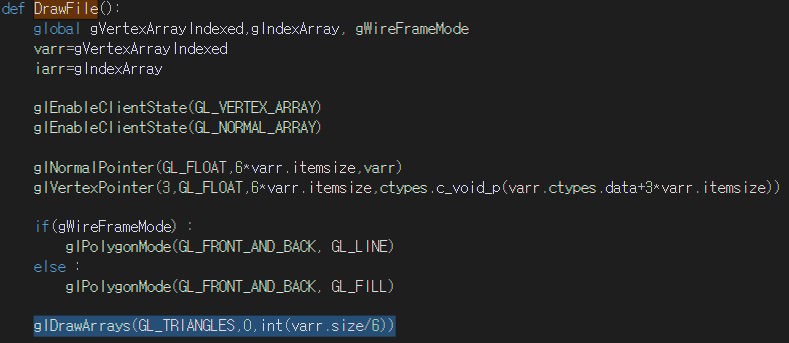 def DrawFile():
    global gVertexArrayIndexed,gIndexArray, gWireFrameMode
    varr=gVertexArrayIndexed
    iarr=gIndexArray
    glEnableClientState(GL_VERTEX_ARRAY)
    glEnableClientState(GL_NORMAL_ARRAY)
    glNormalPointer(GL_FLOAT,6*varr.itemsize,varr)
    glVertexPointer(3,GL_FLOAT,6*varr.itemsize,ctypes.c_void_p(varr.ctypes.data+3*varr.itemsize))
    if(gWireFrameMode) :
        glPolygonMode(GL_FRONT_AND_BACK, GL_LINE)
    else :
        glPolygonMode(GL_FRONT_AND_BACK, GL_FILL)
    glDrawArrays(GL_TRIANGLES,0,int(varr.size/6))